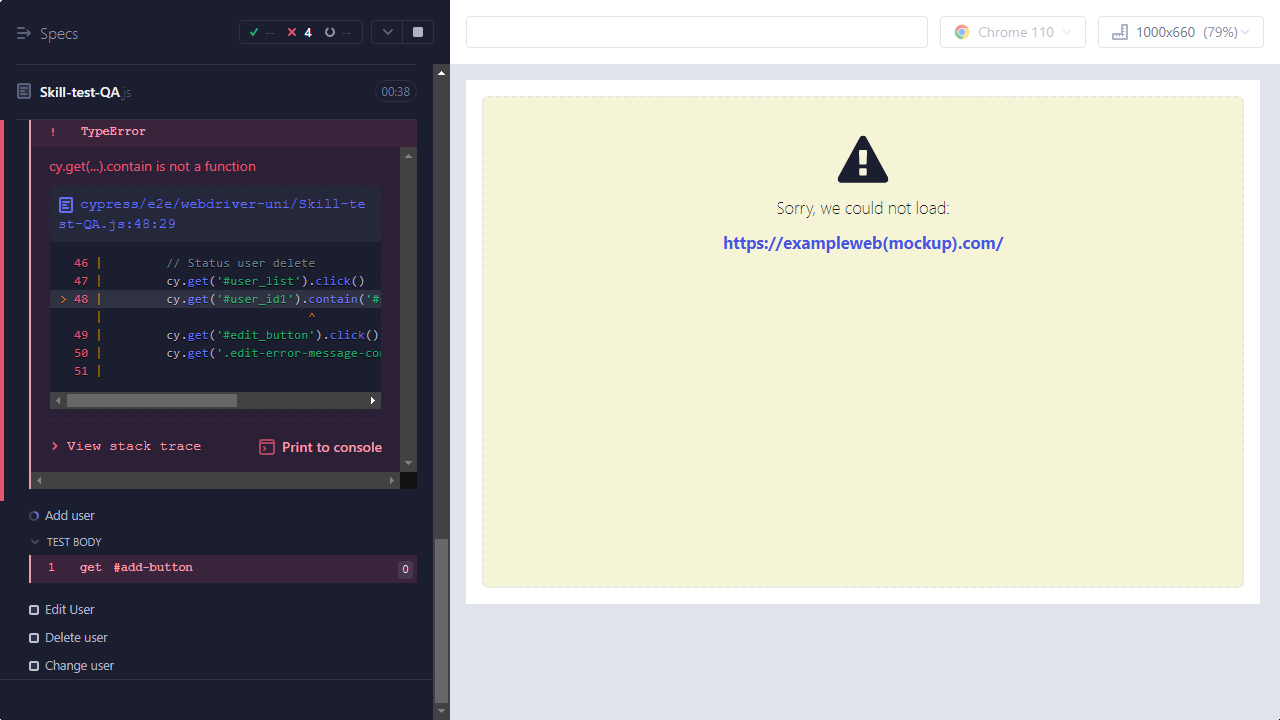 Specs
-- 4 --
Chrome 110
1000x660 (79%)
Skill-test-QA.js
00:38
! TypeError
cy.get(...).contain is not a function
cypress/e2e/webdriver-uni/Skill-te
st-QA.js:48:29
46 | // Status user delete
47 | cy.get('#user_list').click()
> 48 | cy.get('#user_id1').contain('#
| ^
49 | cy.get('#edit_button').click()
50 | cy.get('.edit-error-message-co
51 |
> View stack trace
Print to console
Add user
TEST BODY
1 get #add-button 0
Edit User
Delete user
Change user
Sorry, we could not load:
https://exampleweb(mockup).com/